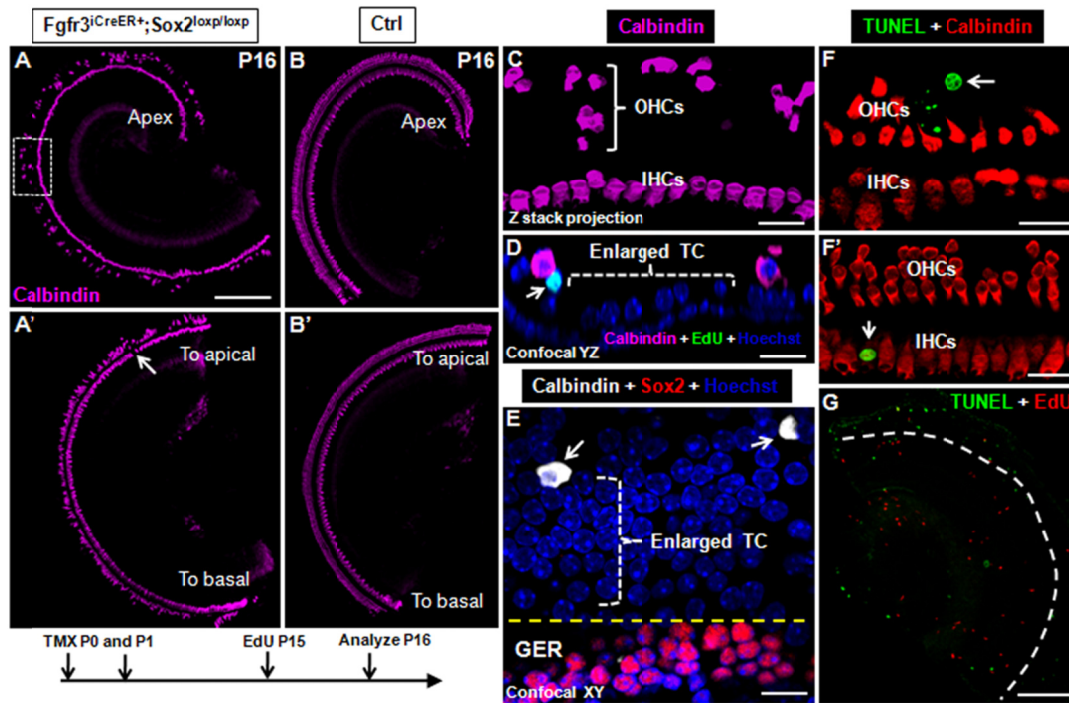 Fgfr3iCreER+;Sox2loxp/loxp
Ctrl
Calbindin
TUNEL + Calbindin
A
P16
Apex
Calbindin
B
P16
Apex
C
OHCs
IHCs
Z stack projection
F
OHCs
IHCs
D
Enlarged TC
Calbindin + EdU + Hoechst
Confocal YZ
F'
OHCs
IHCs
A'
To apical
To basal
B'
To apical
To basal
Calbindin + Sox2 + Hoechst
E
Enlarged TC
GER
Confocal XY
G
TUNEL + EdU
TMX P0 and P1
EdU P15
Analyze P16